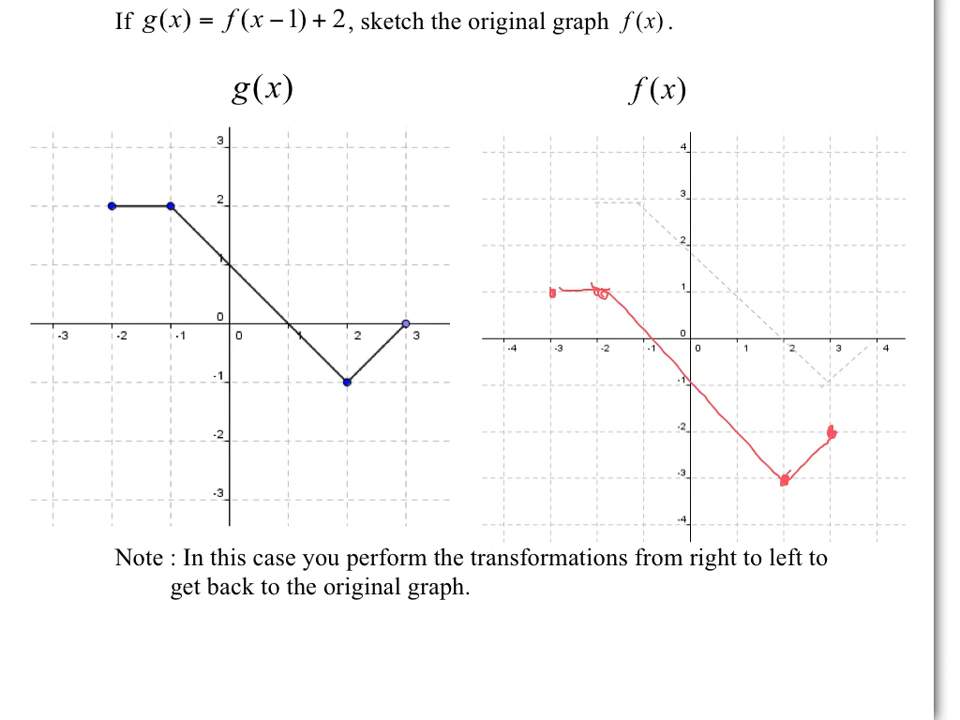 If g(x) = f(x − 1) + 2, sketch the original graph f(x).
g(x)
f(x)
3
2
1
0
-1
-2
-3
-3 -2 -1 0 1 2 3
4
3
2
1
0
-1
-2
-3
-4
-4 -3 -2 -1 0 1 2 3 4
Note : In this case you perform the transformations from right to left to
get back to the original graph.